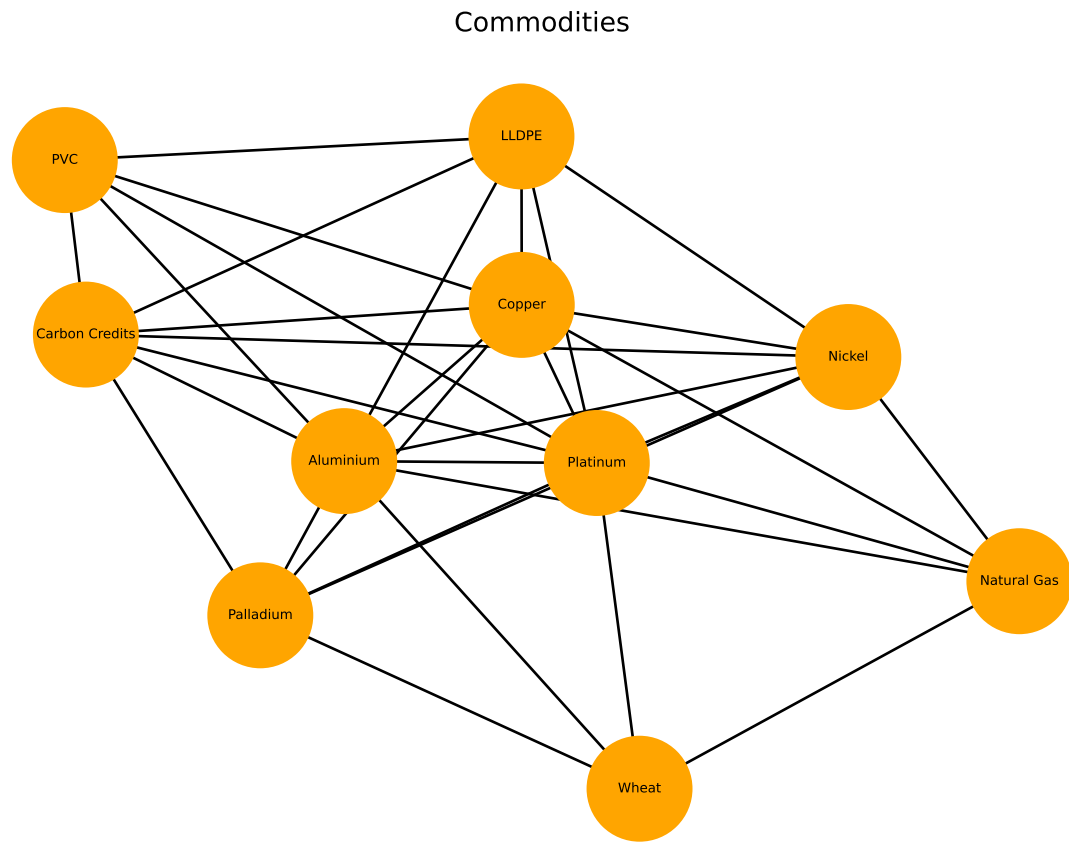 Commodities
LLDPE
PVC
Copper
Carbon Credits
Nickel
Aluminium
Platinum
Natural Gas
Palladium
Wheat